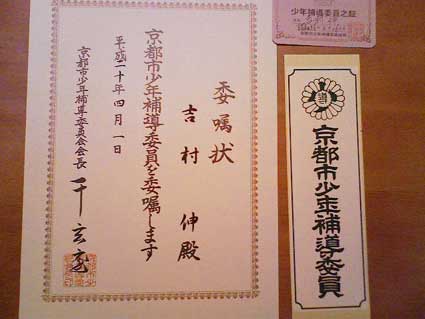 委嘱状
吉村 伸殿
京都市少年補導委員を委嘱します
平成二十年四月一日
京都市少年補導委員会会長 千玄室
少年補導委員之証
京都市少年補導委員